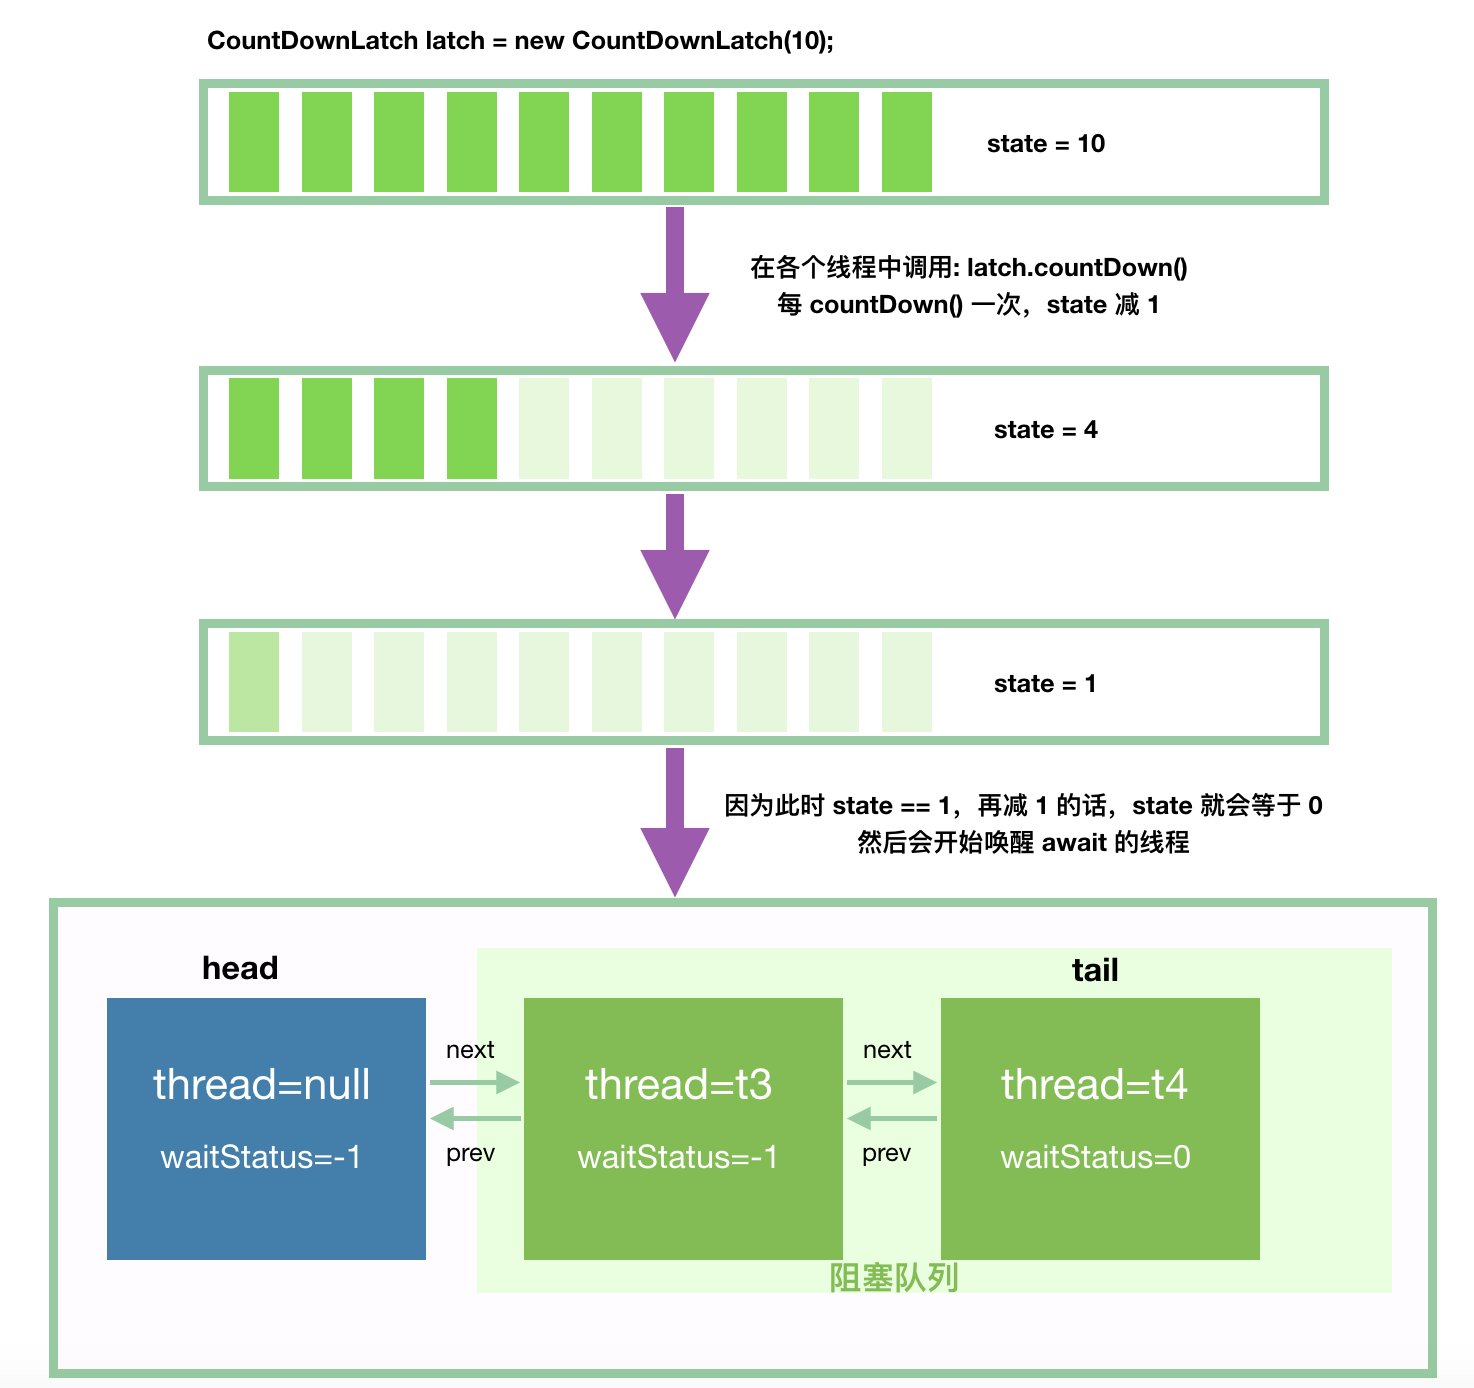 CountDownLatch latch = new CountDownLatch(10);
state = 10
在各个线程中调用: latch.countDown()
每 countDown() 一次，state 减 1
state = 4
state = 1
因为此时 state == 1，再减 1 的话，state 就会等于 0
然后会开始唤醒 await 的线程
head
tail
next
next
thread=null
thread=t3
thread=t4
waitStatus=-1
prev
waitStatus=-1
prev
waitStatus=0
阻塞队列